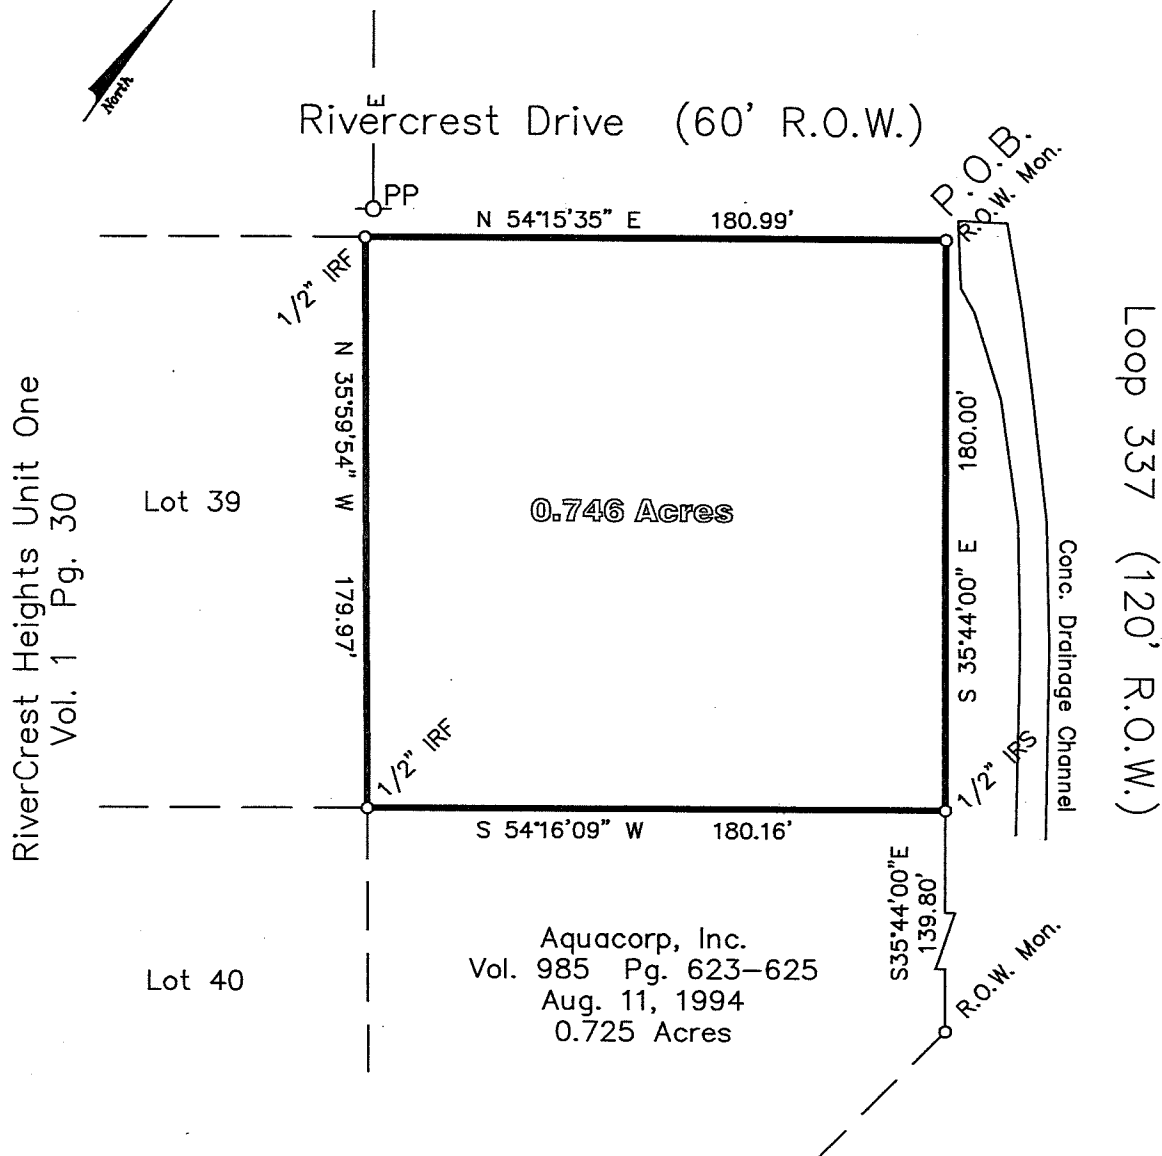 North
E
Rivercrest Drive (60' R.O.W.)
P.O.B.
R.O.W. Mon.
PP
N 54°15'35" E 180.99'
1/2" IRF
N 35°59'54" W 179.97'
RiverCrest Heights Unit One
Vol. 1 Pg. 30
Lot 39
0.746 Acres
S 35°44'00" E 180.00'
Conc. Drainage Channel
Loop 337 (120' R.O.W.)
1/2" IRF
1/2" IRS
S 54°16'09" W 180.16'
S35°44'00"E
139.80'
R.O.W. Mon.
Lot 40
Aquacorp, Inc.
Vol. 985 Pg. 623-625
Aug. 11, 1994
0.725 Acres